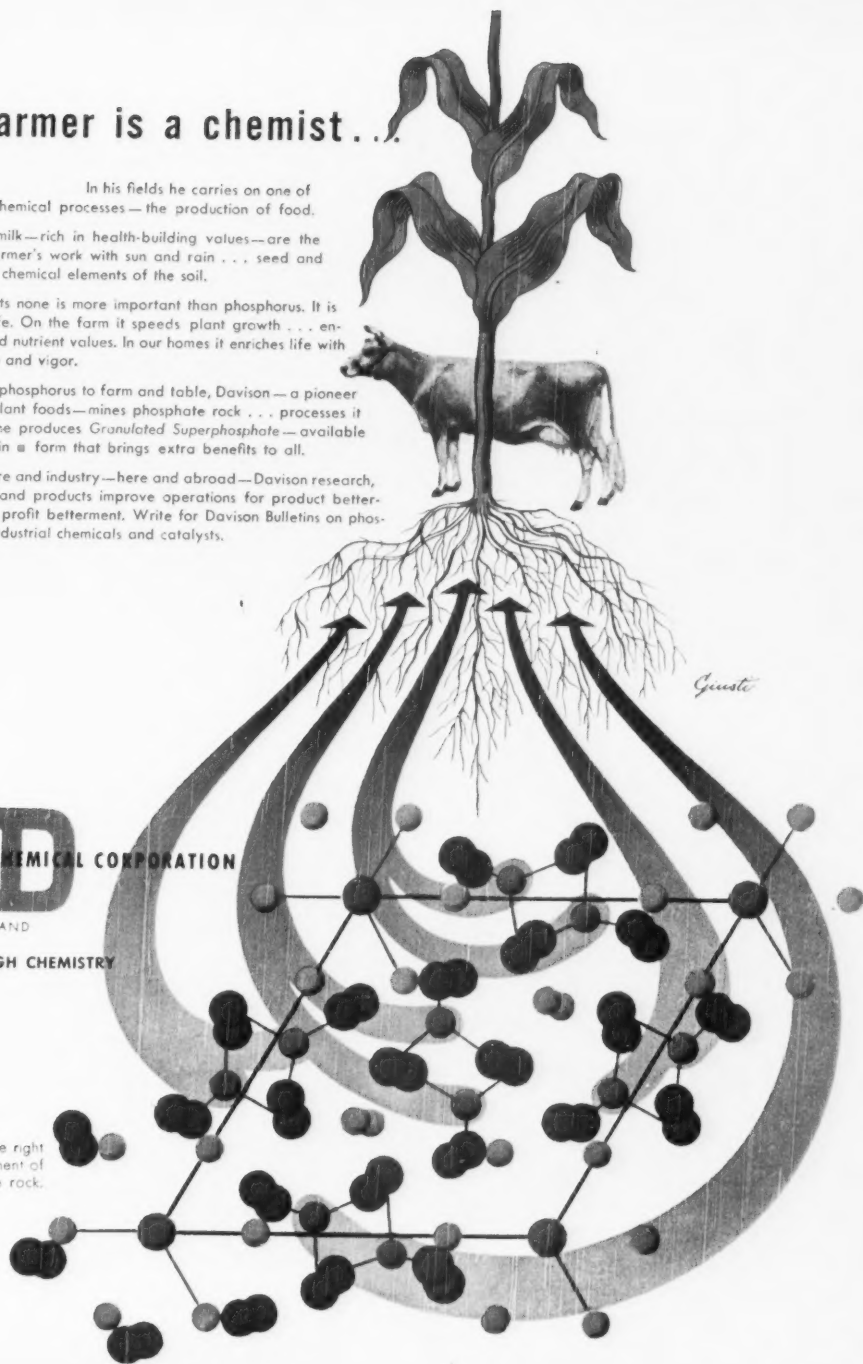 armer is a chemist...
In his fields he carries on one of
hemical processes — the production of food.
milk—rich in health-building values—are the
rmer's work with sun and rain . . . seed and
chemical elements of the soil.
ts none is more important than phosphorus. It is
fe. On the farm it speeds plant growth . . . en-
d nutrient values. In our homes it enriches life with
and vigor.
phosphorus to farm and table, Davison — a pioneer
lant foods—mines phosphate rock . . . processes it
e produces Granulated Superphosphate — available
in a form that brings extra benefits to all.
re and industry—here and abroad—Davison research,
and products improve operations for product better-
profit betterment. Write for Davison Bulletins on phos-
dustrial chemicals and catalysts.
Giusti
D
HEMICAL CORPORATION
AND
GH CHEMISTRY
e right
ent of
rock.